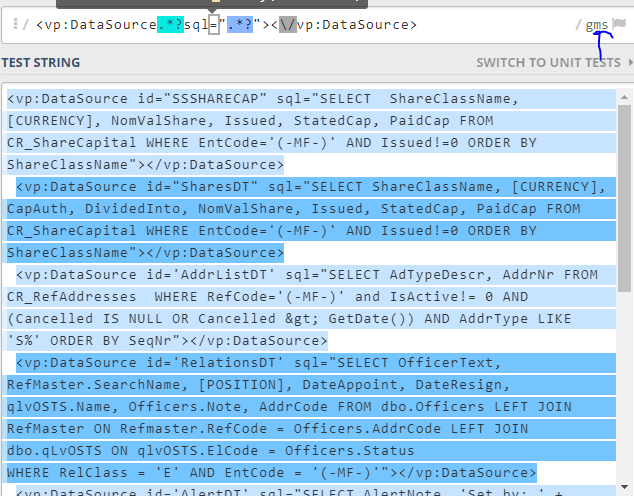 / <vp:DataSource.*?sql=".*?"><\/vp:DataSource> / gms
TEST STRING SWITCH TO UNIT TESTS
<vp:DataSource id="SSSHARECAP" sql="SELECT  ShareClassName,
[CURRENCY], NomValShare, Issued, StatedCap, PaidCap FROM
CR_ShareCapital WHERE EntCode='(-MF-)' AND Issued!=0 ORDER BY
ShareClassName"></vp:DataSource>
<vp:DataSource id="SharesDT" sql="SELECT ShareClassName, [CURRENCY],
CapAuth, DividedInto, NomValShare, Issued, StatedCap, PaidCap FROM
CR_ShareCapital WHERE EntCode='(-MF-)' AND Issued!=0 ORDER BY
ShareClassName"></vp:DataSource>
<vp:DataSource id='AddrListDT' sql="SELECT AdTypeDescr, AddrNr FROM
CR_RefAddresses  WHERE RefCode='(-MF-)' and IsActive!= 0 AND
(Cancelled IS NULL OR Cancelled &gt; GetDate()) AND AddrType LIKE
'S%' ORDER BY SeqNr"></vp:DataSource>
<vp:DataSource id='RelationsDT' sql="SELECT OfficerText,
RefMaster.SearchName, [POSITION], DateAppoint, DateResign,
qlvOSTS.Name, Officers.Note, AddrCode FROM dbo.Officers LEFT JOIN
RefMaster ON RefMaster.RefCode = Officers.AddrCode LEFT JOIN
dbo.qLvOSTS ON qlvOSTS.ElCode = Officers.Status
WHERE RelClass = 'E' AND EntCode = '(-MF-)'"></vp:DataSource>
<vp:DataSource id='AlertDT' sql="SELECT AlertNote, 'Set by: ' +